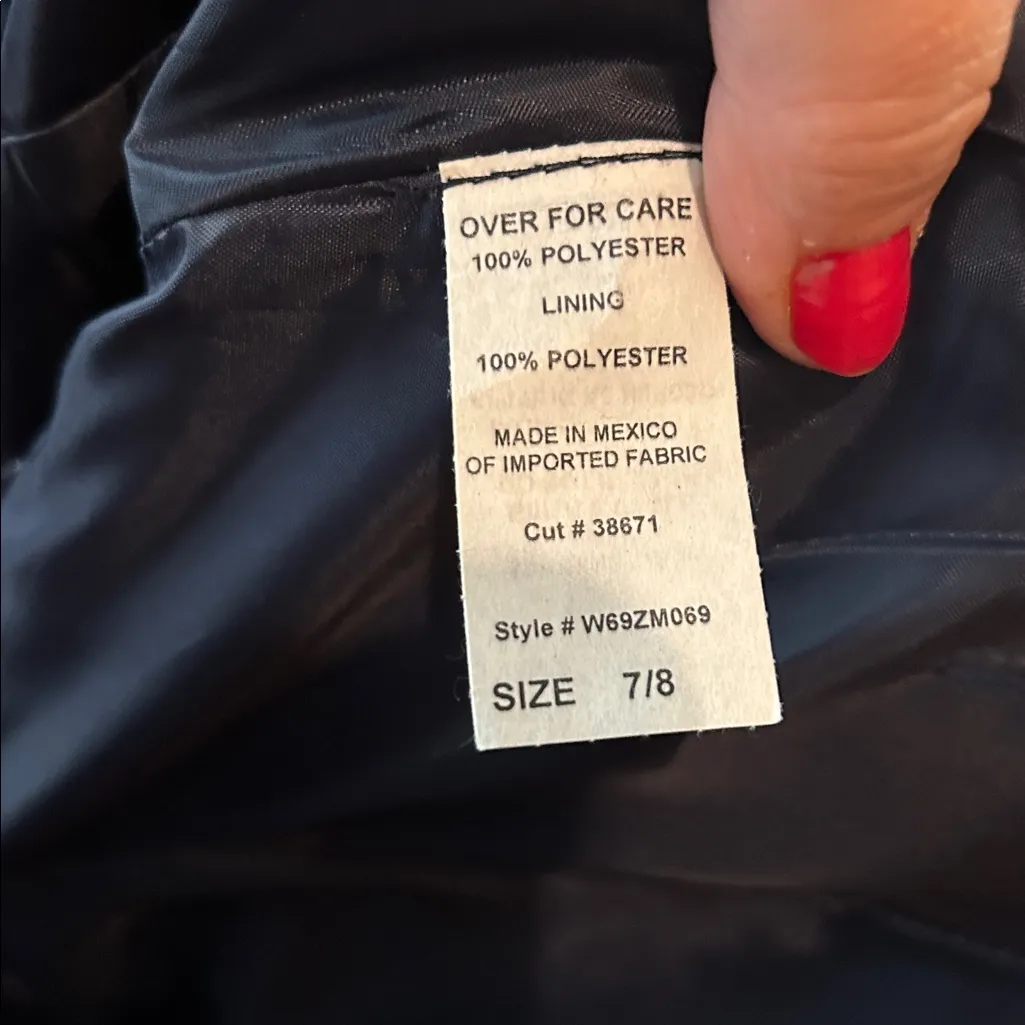 OVER FOR CARE
100% POLYESTER
LINING
100% POLYESTER
MADE IN MEXICO
OF IMPORTED FABRIC
Cut # 38671
Style # W69ZM069
SIZE 7/8